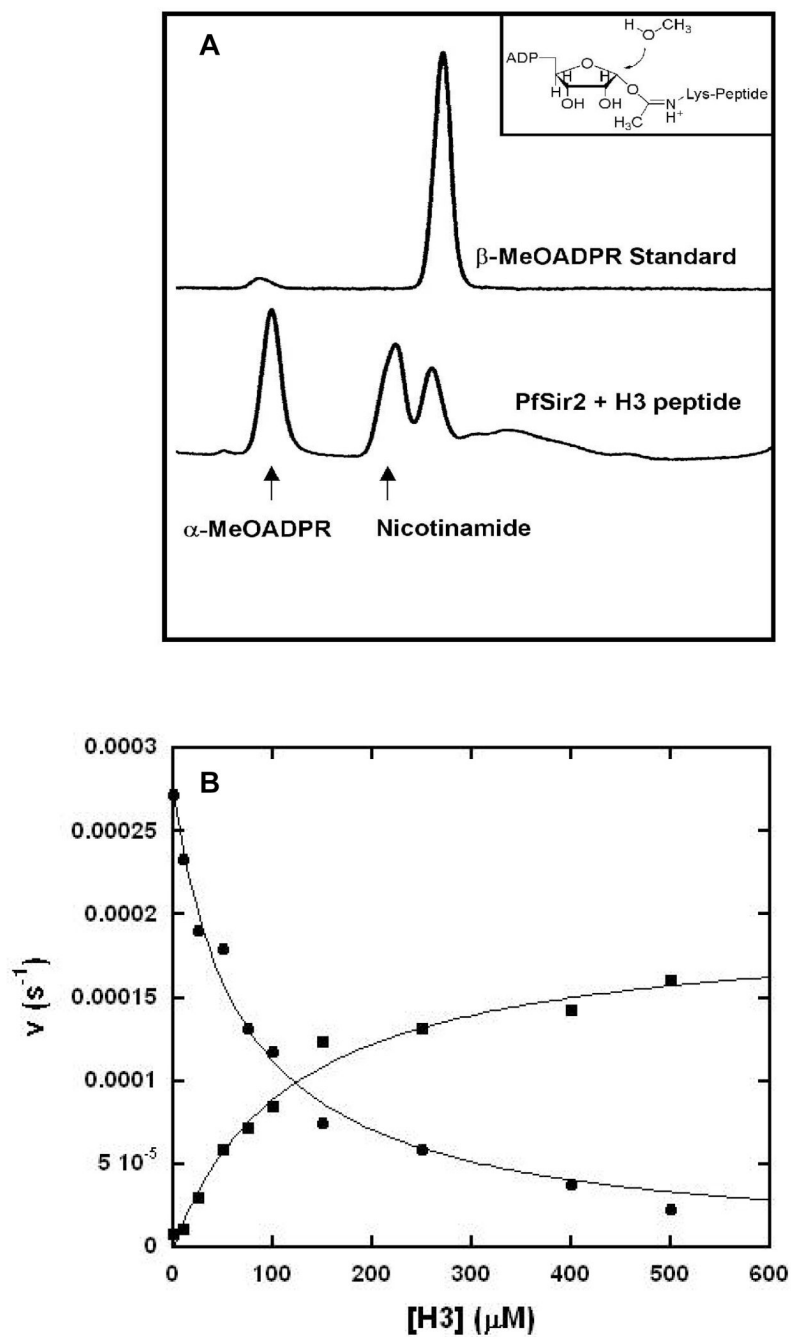 A
H
O
CH3
ADP
O
H
H
H
O
OH
OH
H3C
N
H+
Lys-Peptide
β-MeOADPR Standard
PfSir2 + H3 peptide
α-MeOADPR
Nicotinamide
B
0.0003
0.00025
0.0002
0.00015
0.0001
5 10-5
0
v (s-1)
0
100
200
300
400
500
600
[H3] (μM)